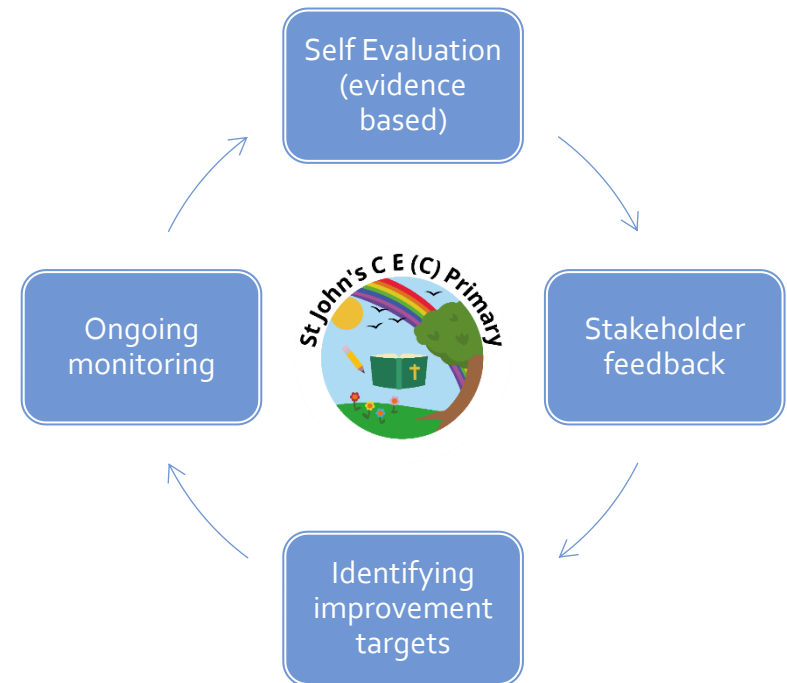 Self Evaluation
(evidence
based)
Stakeholder
feedback
Identifying
improvement
targets
Ongoing
monitoring
St John's C E (C) Primary